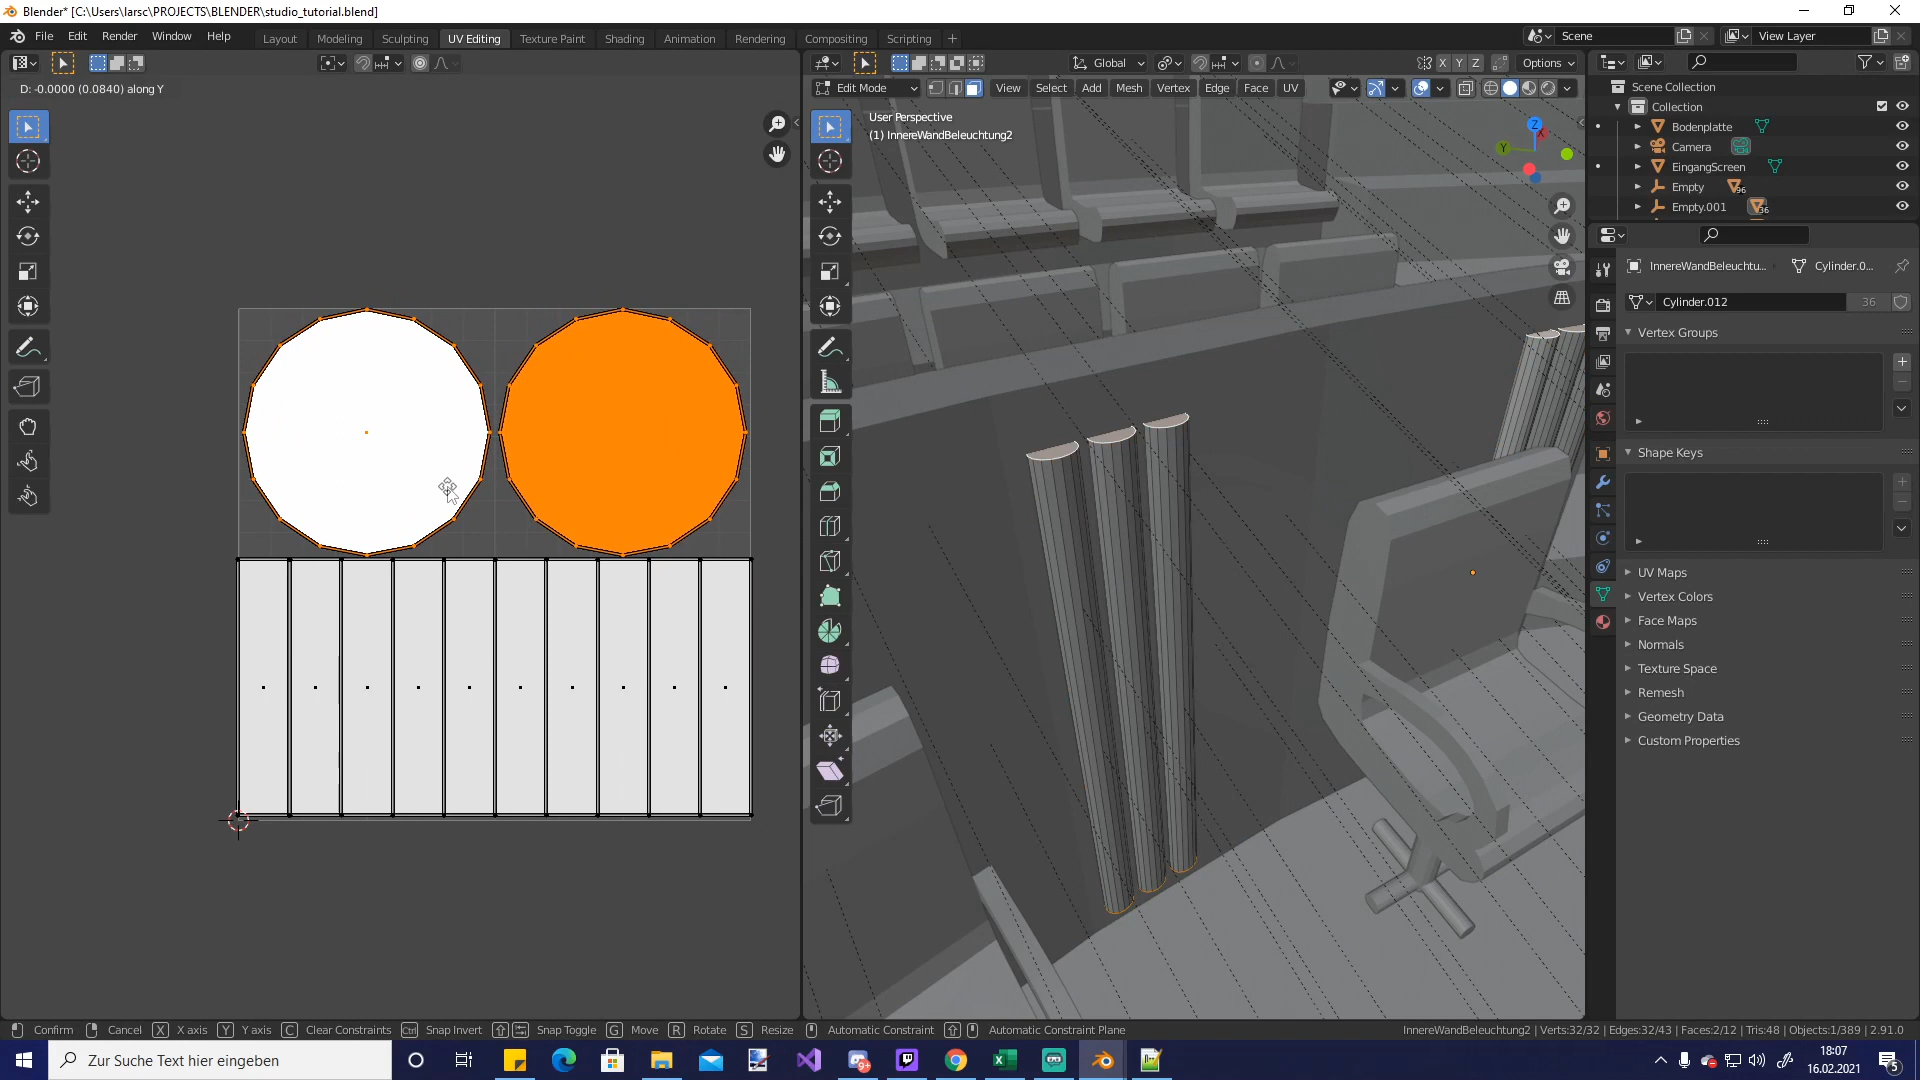 Blender* [C:\Users\larsc\PROJECTS\BLENDER\studio_tutorial.blend]
File Edit Render Window Help
Layout Modeling Sculpting UV Editing Texture Paint Shading Animation Rendering Compositing Scripting
Scene
View Layer
Global
X Y Z
Options
D: -0.0000 (0.0840) along Y
Edit Mode
View Select Add Mesh Vertex Edge Face UV
User Perspective
(1) InnereWandBeleuchtung2
Z
X
Y
Scene Collection
Collection
Bodenplatte
Camera
EingangScreen
Empty
96
Empty.001
36
InnereWandBeleuchtu...
Cylinder.0...
Cylinder.012
36
Vertex Groups
Shape Keys
UV Maps
Vertex Colors
Face Maps
Normals
Texture Space
Remesh
Geometry Data
Custom Properties
Confirm Cancel X X axis Y Y axis C Clear Constraints Ctrl Snap Invert Snap Toggle G Move R Rotate S Resize Automatic Constraint Automatic Constraint Plane
InnereWandBeleuchtung2 | Verts:32/32 | Edges:32/43 | Faces:2/12 | Tris:48 | Objects:1/389 | 2.91.0
Zur Suche Text hier eingeben
9+
18:07
16.02.2021
5